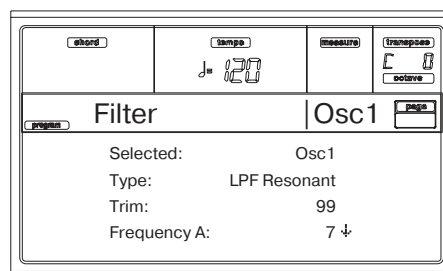 chord
tempo
measure
transpose
♩= 120
C 0
octave
Filter
Osc1
page
program
Selected: Osc1
Type: LPF Resonant
Trim: 99
Frequency A: 7